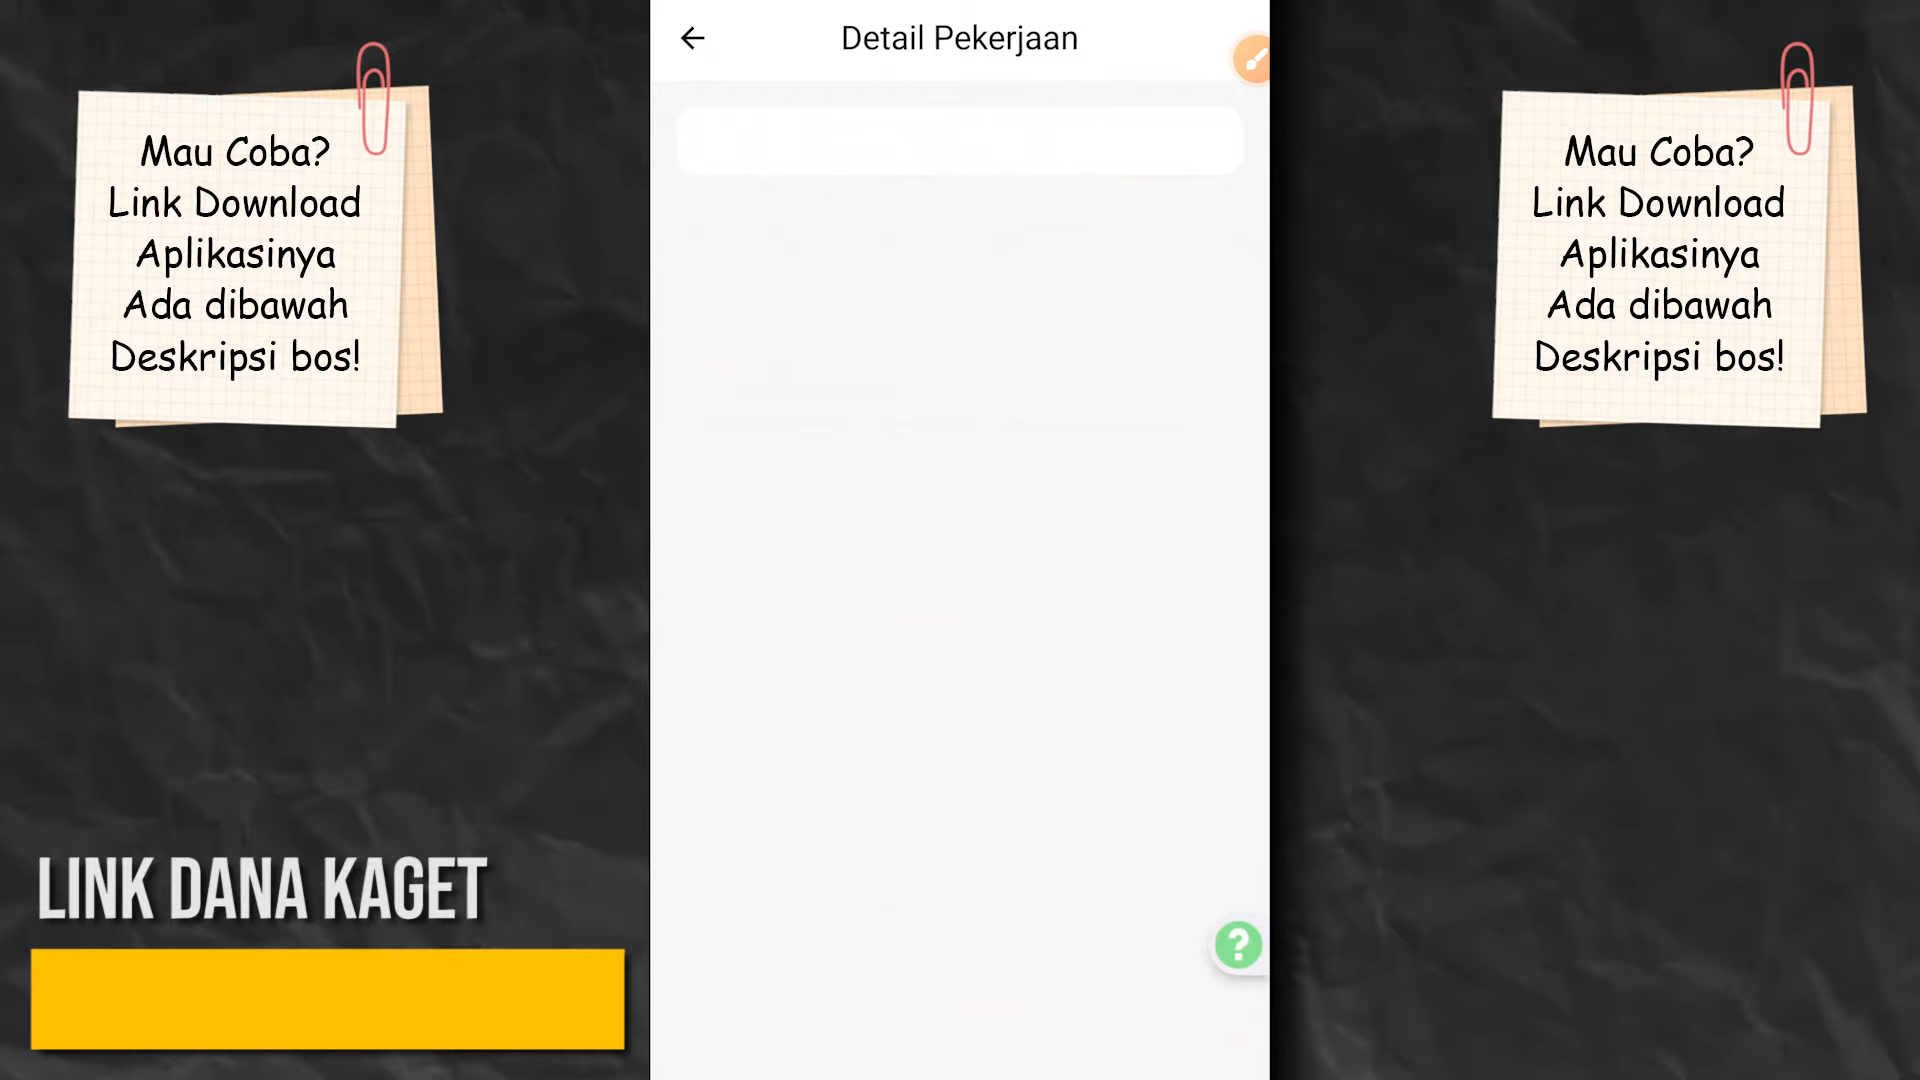 Mau Coba?
Link Download
Aplikasinya
Ada dibawah
Deskripsi bos!
Detail Pekerjaan
?
Mau Coba?
Link Download
Aplikasinya
Ada dibawah
Deskripsi bos!
LINK DANA KAGET